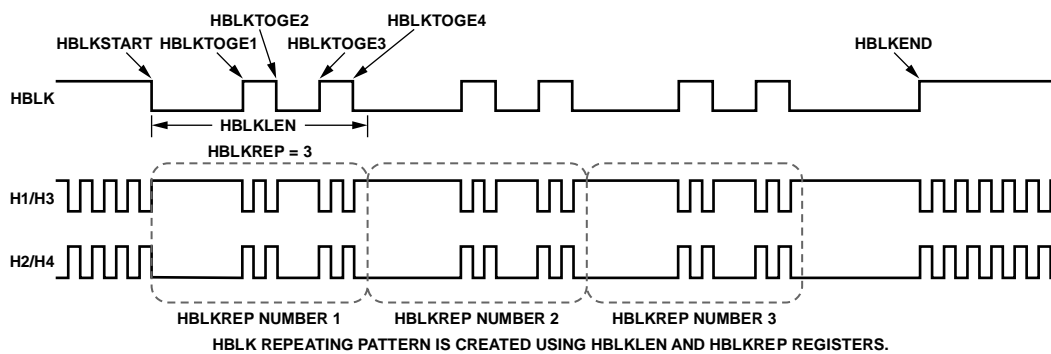 HBLKTOGE2
HBLKTOGE4
HBLKSTART
HBLKTOGE1
HBLKTOGE3
HBLKEND
HBLK
HBLKLEN
HBLKREP = 3
H1/H3
H2/H4
HBLKREP NUMBER 1
HBLKREP NUMBER 2
HBLKREP NUMBER 3
HBLK REPEATING PATTERN IS CREATED USING HBLKLEN AND HBLKREP REGISTERS.